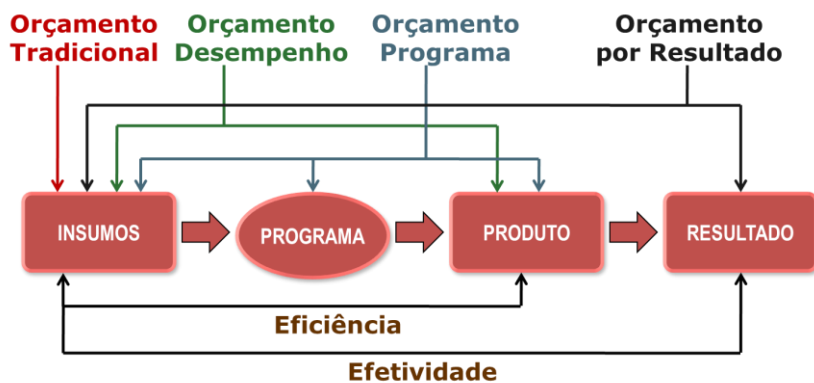 Orçamento
Tradicional
Orçamento
Desempenho
Orçamento
Programa
Orçamento
por Resultado
INSUMOS
PROGRAMA
PRODUTO
RESULTADO
Eficiência
Efetividade